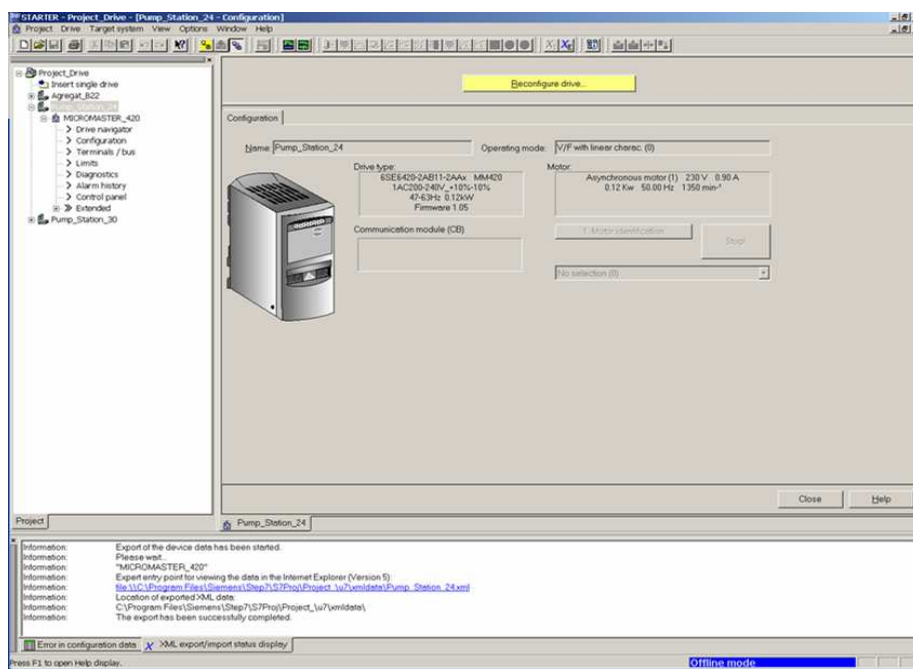 STARTER - Project_Drive - [Pump_Station_24 - Configuration]
Project Drive Target system View Options Window Help
Project_Drive
Insert single drive
Agregat_B22
Pump_Station_24
MICROMASTER_420
Drive navigator
Configuration
Terminals / bus
Limits
Diagnostics
Alarm history
Control panel
Extended
Pump_Station_30
Project
Reconfigure drive...
Configuration
Name: Pump_Station_24
Operating mode: V/F with linear charac. (0)
Drive type:
6SE6420-2AB11-2AAx MM420
1AC200-240V_+10%-10%
47-63Hz 0.12kW
Firmware 1.05
Motor:
Asynchronous motor (1) 230 V 0.90 A
0.12 Kw 50.00 Hz 1350 min-¹
Communication module (CB)
1. Motor identification
Stop!
No selection (0)
Close Help
Pump_Station_24
Information: Export of the device data has been started.
Information: Please wait...
Information: "MICROMASTER_420"
Information: Expert entry point for viewing the data in the Internet Explorer (Version 5):
Information: file:\\C:\Program Files\Siemens\Step7\S7Proj\Project_\u7\xmldata\Pump_Station_24.xml
Information: Location of exported XML data:
Information: C:\Program Files\Siemens\Step7\S7Proj\Project_\u7\xmldata\
Information: The export has been successfully completed.
Error in configuration data XML export/import status display
Press F1 to open Help display. Offline mode